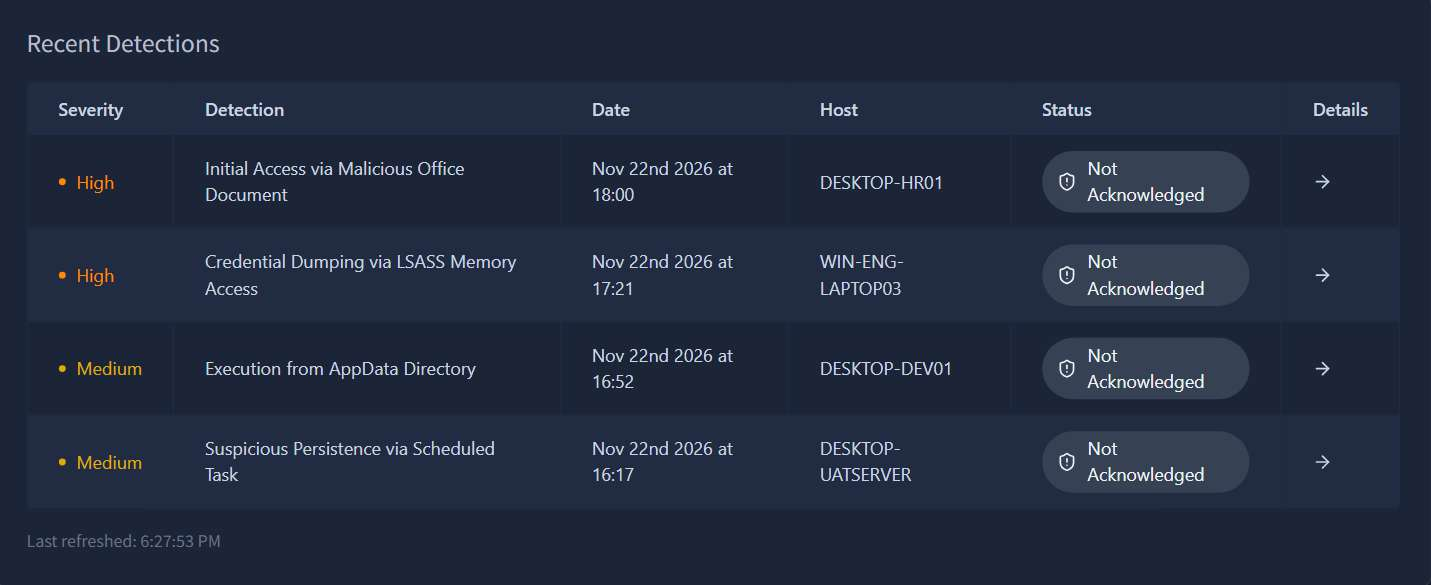 Recent Detections
Severity Detection Date Host Status Details
High Initial Access via Malicious Office Document Nov 22nd 2026 at 18:00 DESKTOP-HR01 Not Acknowledged
High Credential Dumping via LSASS Memory Access Nov 22nd 2026 at 17:21 WIN-ENG-LAPTOP03 Not Acknowledged
Medium Execution from AppData Directory Nov 22nd 2026 at 16:52 DESKTOP-DEV01 Not Acknowledged
Medium Suspicious Persistence via Scheduled Task Nov 22nd 2026 at 16:17 DESKTOP-UATSERVER Not Acknowledged
Last refreshed: 6:27:53 PM